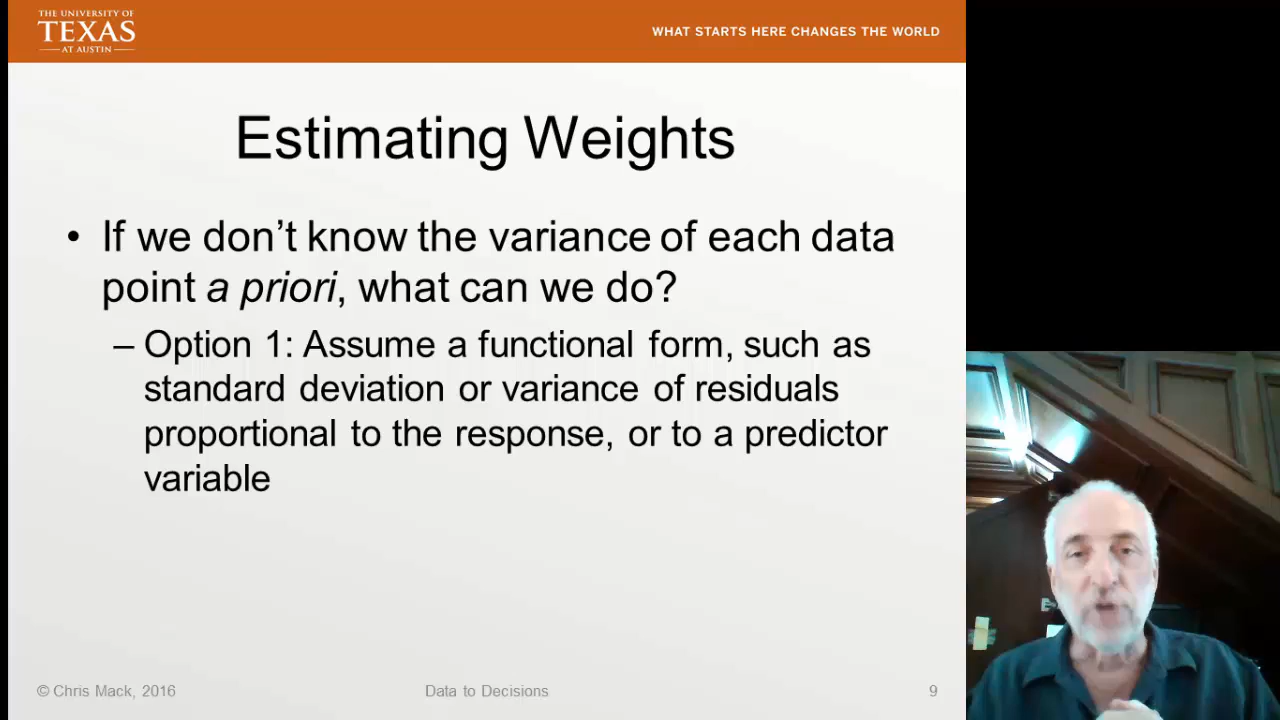 THE UNIVERSITY OF
TEXAS
AT AUSTIN
WHAT STARTS HERE CHANGES THE WORLD
Estimating Weights
• If we don't know the variance of each data
point a priori, what can we do?
– Option 1: Assume a functional form, such as
standard deviation or variance of residuals
proportional to the response, or to a predictor
variable
© Chris Mack, 2016
Data to Decisions
9